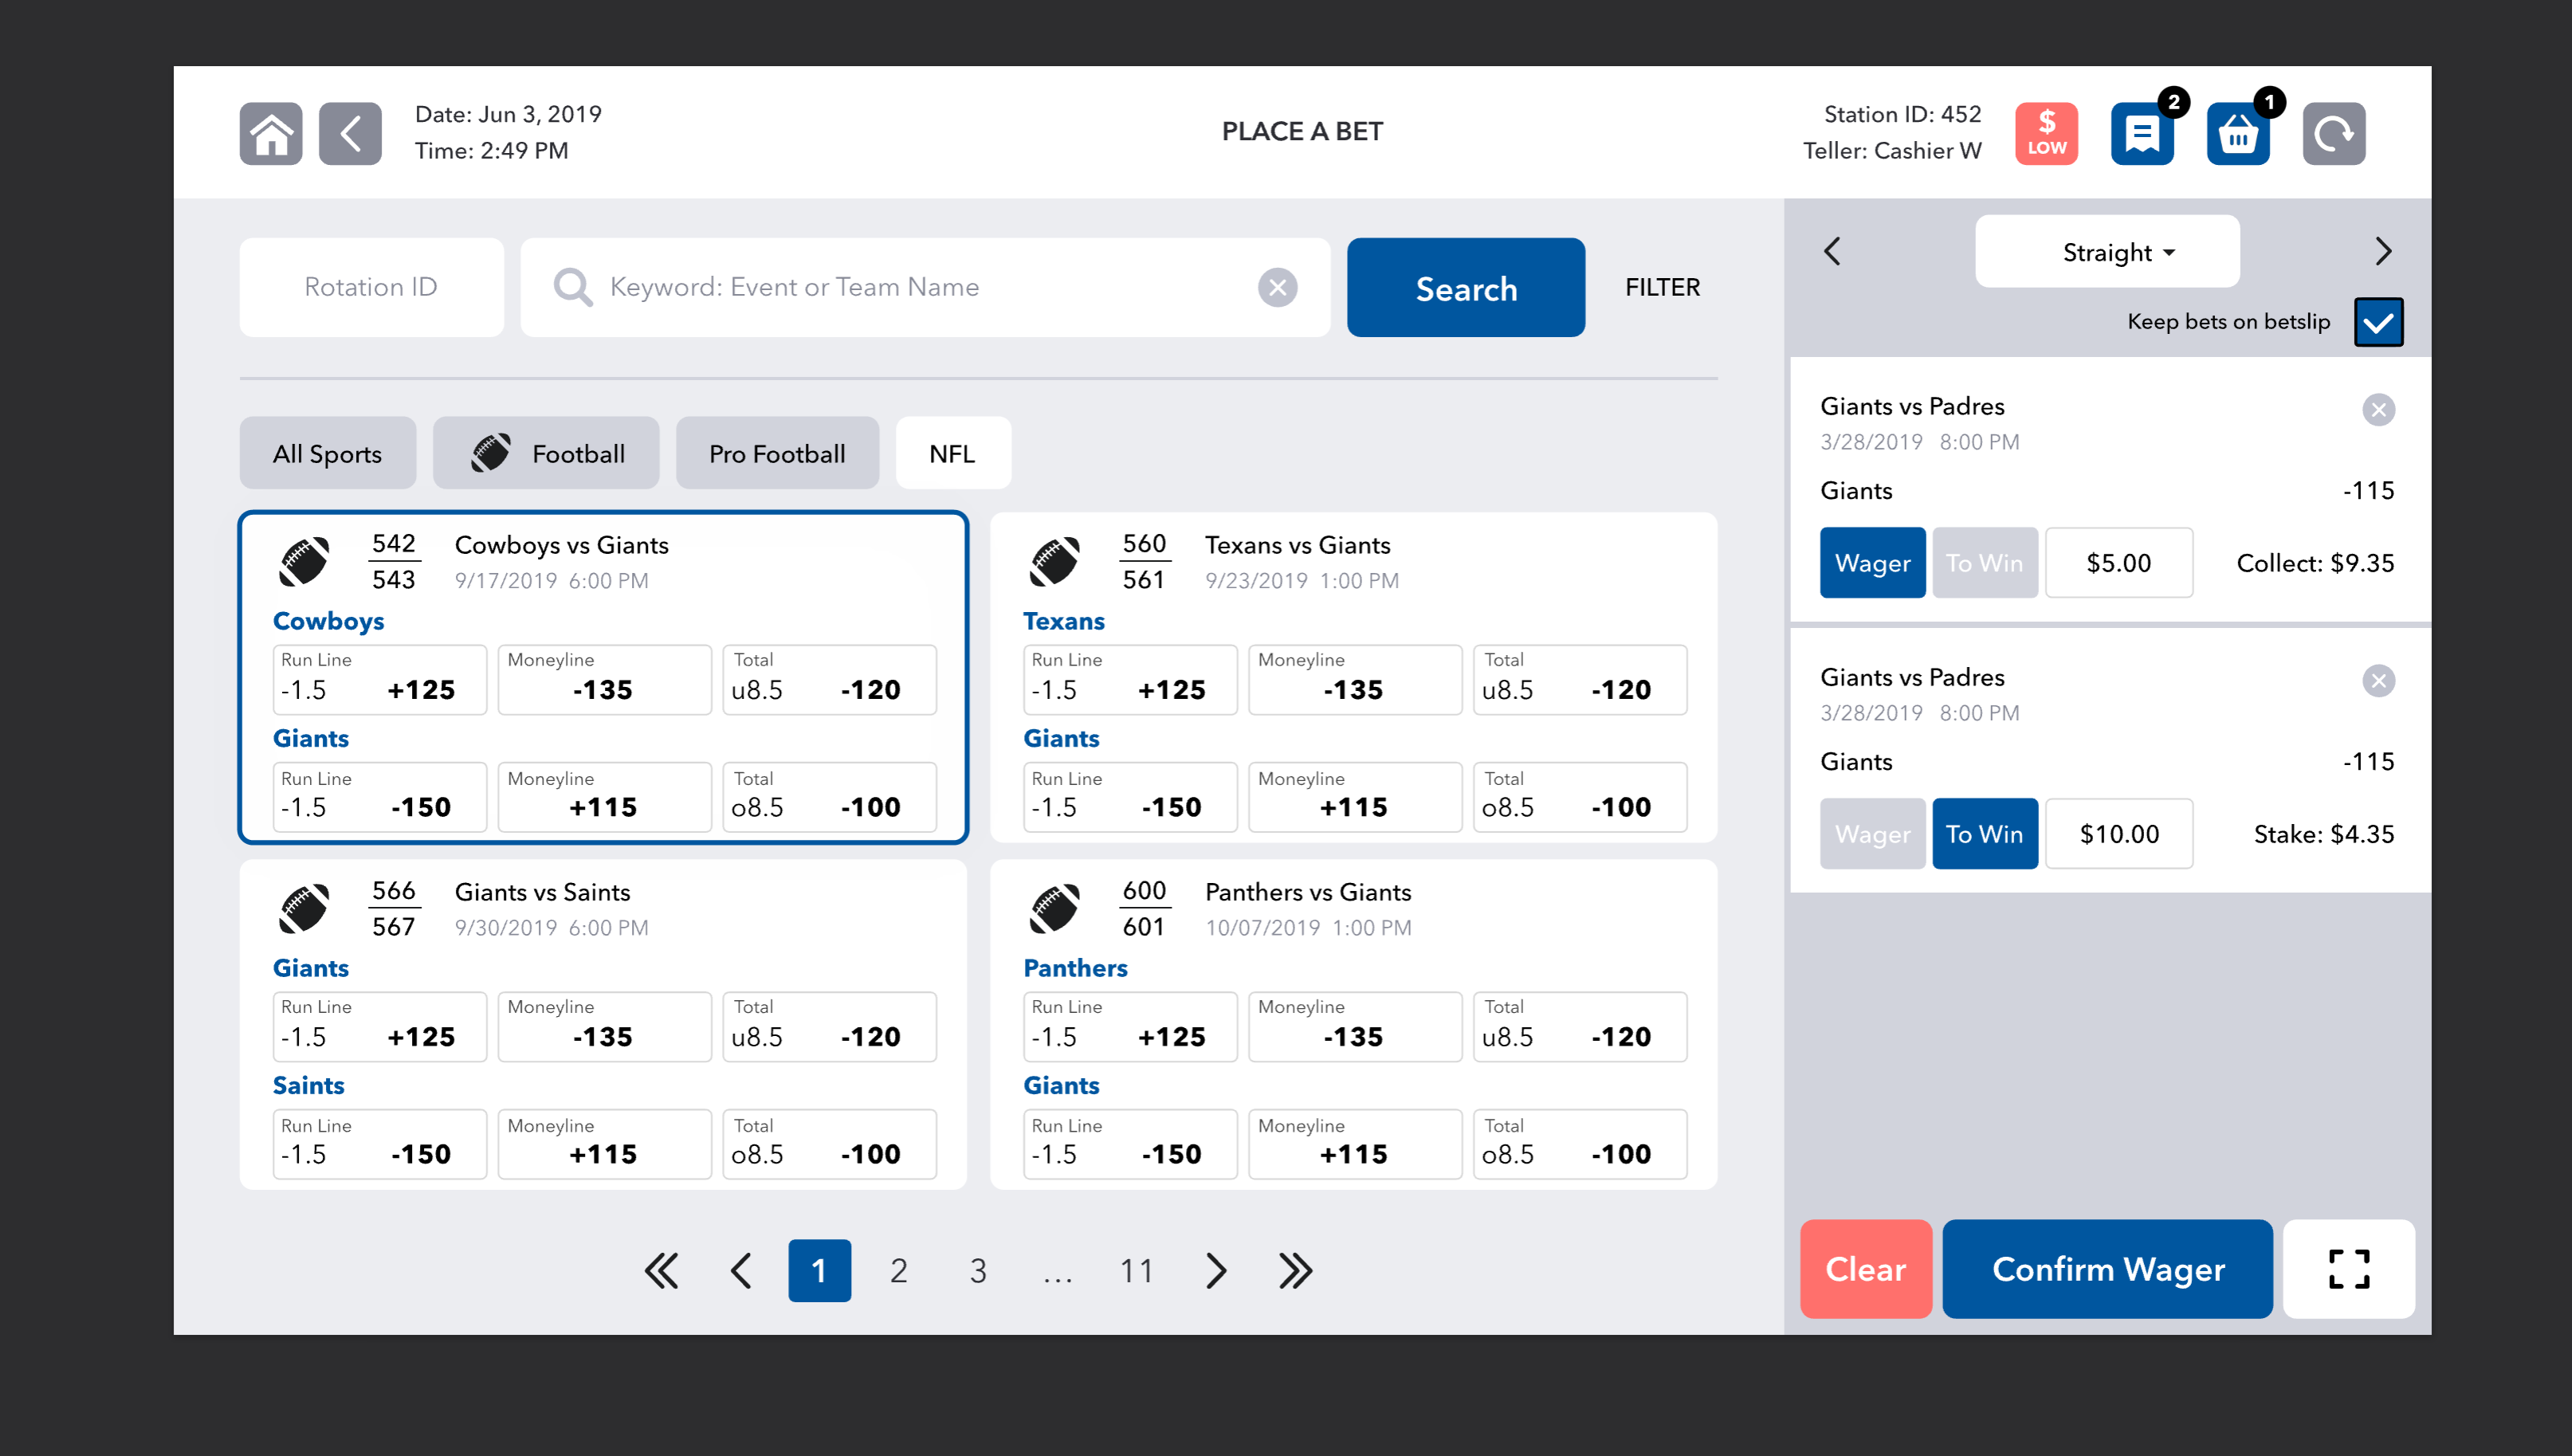 Date: Jun 3, 2019
Time: 2:49 PM
PLACE A BET
Station ID: 452
Teller: Cashier W
$
LOW
2
1
Rotation ID
Keyword: Event or Team Name
Search
FILTER
All Sports
Football
Pro Football
NFL
542
543
Cowboys vs Giants
9/17/2019 6:00 PM
Cowboys
Run Line
-1.5 +125
Moneyline
-135
Total
u8.5 -120
Giants
Run Line
-1.5 -150
Moneyline
+115
Total
o8.5 -100
560
561
Texans vs Giants
9/23/2019 1:00 PM
Texans
Run Line
-1.5 +125
Moneyline
-135
Total
u8.5 -120
Giants
Run Line
-1.5 -150
Moneyline
+115
Total
o8.5 -100
566
567
Giants vs Saints
9/30/2019 6:00 PM
Giants
Run Line
-1.5 +125
Moneyline
-135
Total
u8.5 -120
Saints
Run Line
-1.5 -150
Moneyline
+115
Total
o8.5 -100
600
601
Panthers vs Giants
10/07/2019 1:00 PM
Panthers
Run Line
-1.5 +125
Moneyline
-135
Total
u8.5 -120
Giants
Run Line
-1.5 -150
Moneyline
+115
Total
o8.5 -100
1 2 3 ... 11
Straight
Keep bets on betslip
Giants vs Padres
3/28/2019 8:00 PM
Giants -115
Wager To Win $5.00 Collect: $9.35
Giants vs Padres
3/28/2019 8:00 PM
Giants -115
Wager To Win $10.00 Stake: $4.35
Clear
Confirm Wager